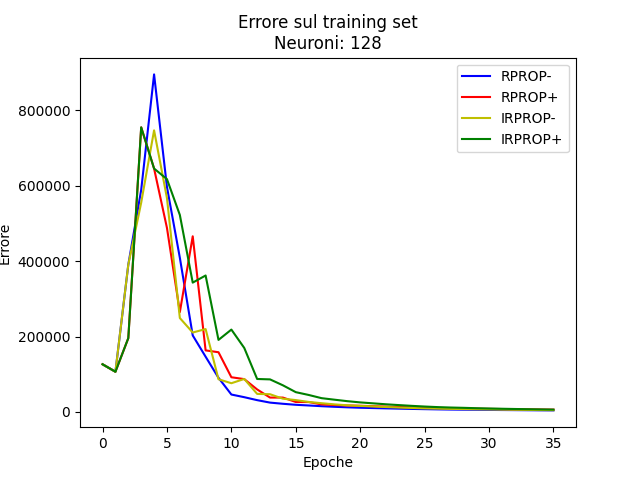 Errore sul training set
Neuroni: 128
RPROP-
RPROP+
IRPROP-
IRPROP+
800000
600000
400000
200000
0
Errore
0 5 10 15 20 25 30 35
Epoche